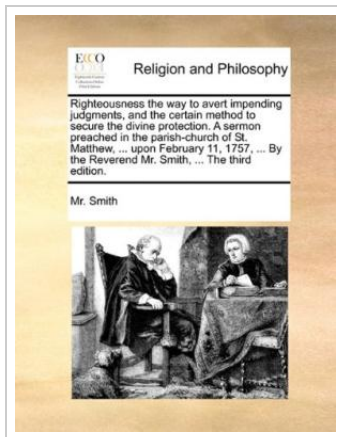 ECCO
Religion and Philosophy
Righteousness the way to avert impending
judgments, and the certain method to
secure the divine protection. A sermon
preached in the parish-church of St.
Matthew, ... upon February 11, 1757, ... By
the Reverend Mr. Smith, ... The third
edition.
Mr. Smith